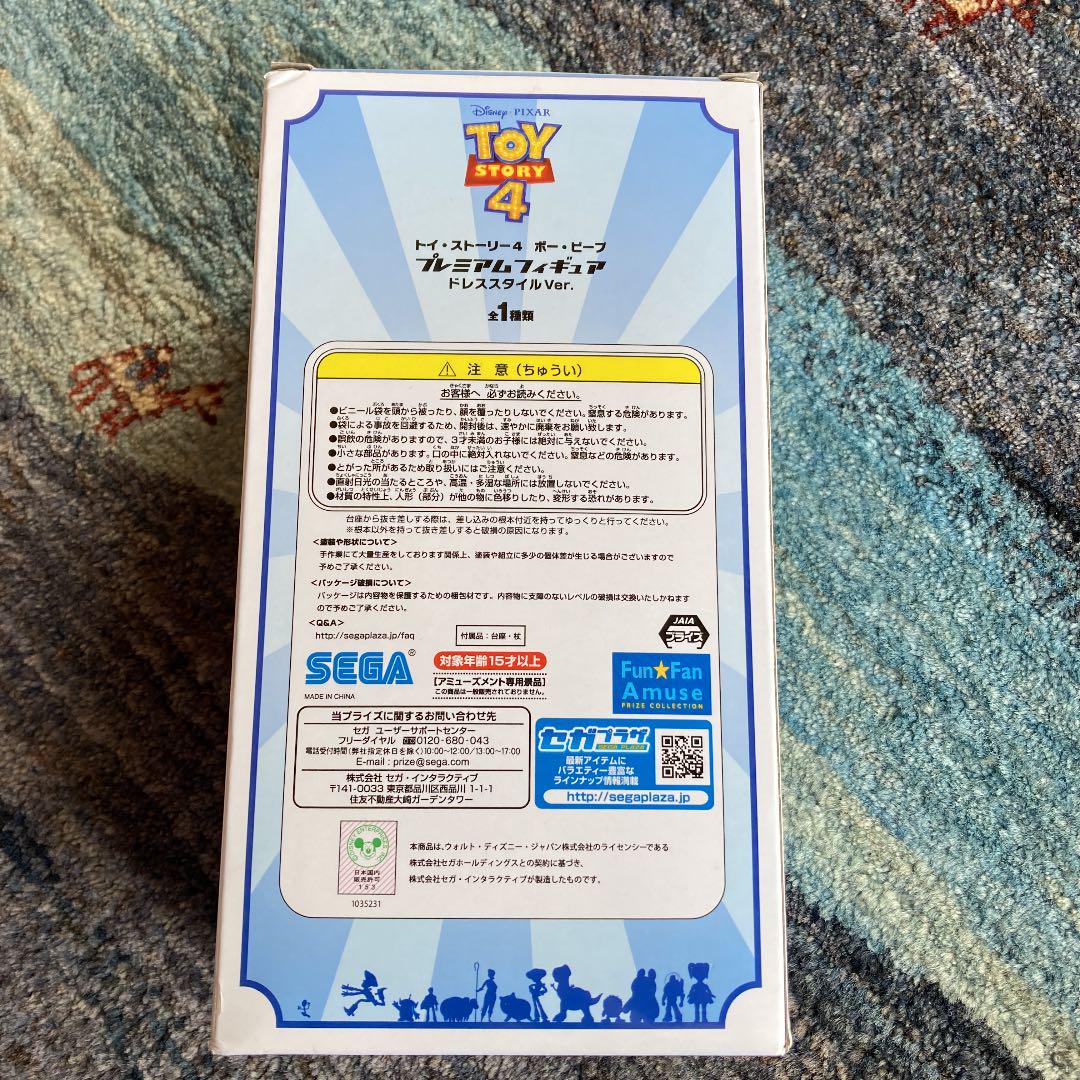 Disney · PIXAR
TOY
STORY
4
トイ・ストーリー4 ボー・ピープ
プレミアムフィギュア
ドレススタイルVer.
全1種類
⚠ 注意（ちゅうい）
お客様へ 必ずお読みください。
●ビニール袋を頭から被ったり、顔を覆ったりしないでください。窒息する危険があります。
●袋による事故を回避するため、開封後は、速やかに廃棄をお願い致します。
●誤飲の危険がありますので、3才未満のお子様には絶対に与えないでください。
●小さな部品があります。口の中に絶対入れないでください。窒息などの危険があります。
●とがった所があるため取り扱いにはご注意ください。
●直射日光の当たるところや、高温・多湿な場所には放置しないでください。
●材質の特性上、人形（部分）が他の物に色移りしたり、変形する恐れがあります。
台座から抜き差しする際は、差し込みの根本付近を持ってゆっくりと行ってください。
※根本以外を持って抜き差しすると破損の原因になります。
<塗装や形状について>
手作業にて大量生産をしております関係上、塗装や組立に多少の個体差が生じる場合がございますので
予めご了承ください。
<パッケージ破損について>
パッケージは内容物を保護するための梱包材です。内容物に支障のないレベルの破損は交換いたしかねます
ので予めご了承ください。
<Q&A>
http://segaplaza.jp/faq
付属品：台座・杖
JAIA
プライズ
SEGA®
MADE IN CHINA
対象年齢15才以上
【アミューズメント専用景品】
この商品は一般販売されておりません。
Fun★Fan
Amuse
PRIZE COLLECTION
当プライズに関するお問い合わせ先
セガ ユーザーサポートセンター
フリーダイヤル 0120-680-043
電話受付時間（弊社指定休日を除く）10:00〜12:00/13:00〜17:00
E-mail：prize@sega.com
株式会社 セガ・インタラクティブ
〒141-0033 東京都品川区西品川 1-1-1
住友不動産大崎ガーデンタワー
セガプラザ
SEGA PLAZA
最新アイテムに
バラエティー豊富な
ラインナップ情報満載
http://segaplaza.jp
日本国内
販売許可
153
1035231
本商品は、ウォルト・ディズニー・ジャパン株式会社のライセンシーである
株式会社セガホールディングスとの契約に基づき、
株式会社セガ・インタラクティブが製造したものです。